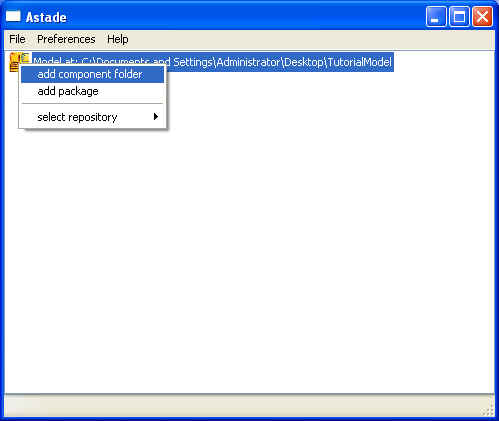 Astade
File Preferences Help
Model at: C:\Documents and Settings\Administrator\Desktop\TutorialModel
add component folder
add package
select repository